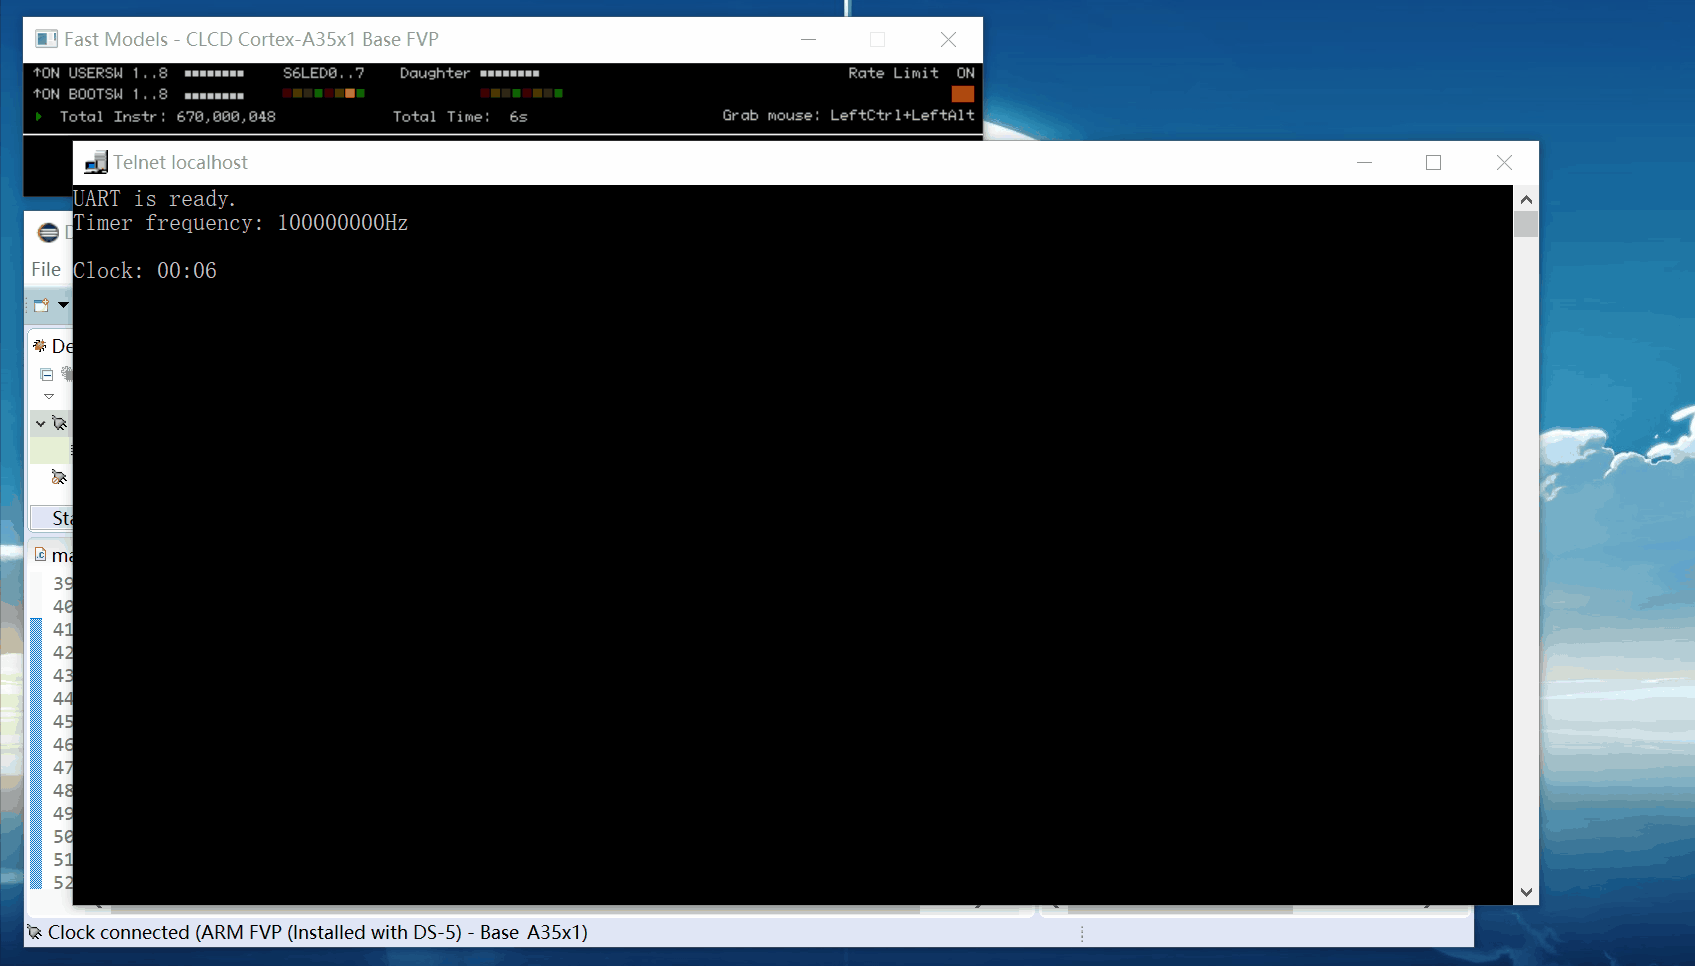 Fast Models - CLCD Cortex-A35x1 Base FVP
↑ON USERSW 1..8 S6LED0..7 Daughter Rate Limit ON
↑ON BOOTSW 1..8
Total Instr: 670,000,048 Total Time: 6s Grab mouse: LeftCtrl+LeftAlt
Telnet localhost
UART is ready.
Timer frequency: 100000000Hz
Clock: 00:06
File
De
Sta
ma
39
40
41
42
43
44
45
46
47
48
49
50
51
52
Clock connected (ARM FVP (Installed with DS-5) - Base A35x1)